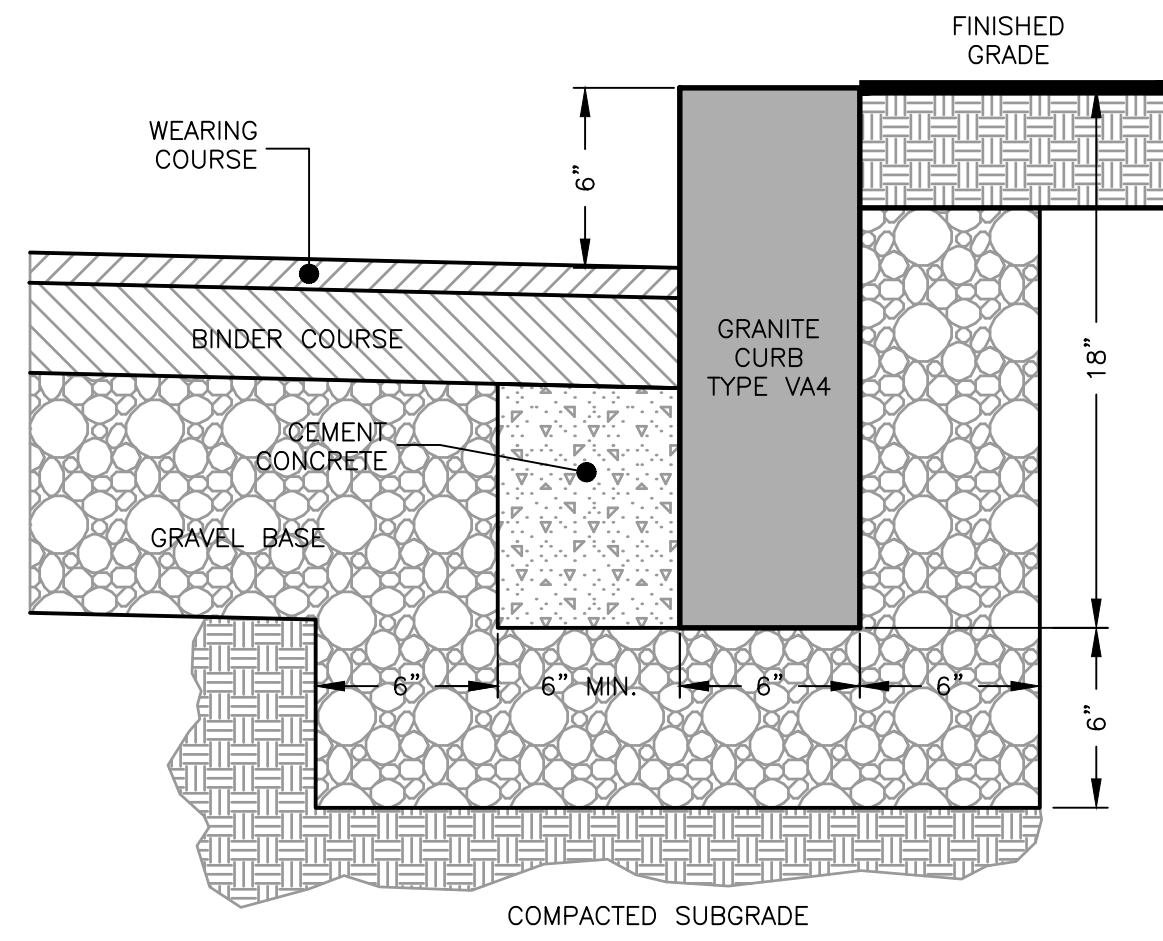 FINISHED
GRADE
WEARING
COURSE
6”
BINDER COURSE
GRANITE
CURB
TYPE VA4
18”
CEMENT
CONCRETE
GRAVEL BASE
6”
6” MIN.
6”
6”
6”
COMPACTED SUBGRADE